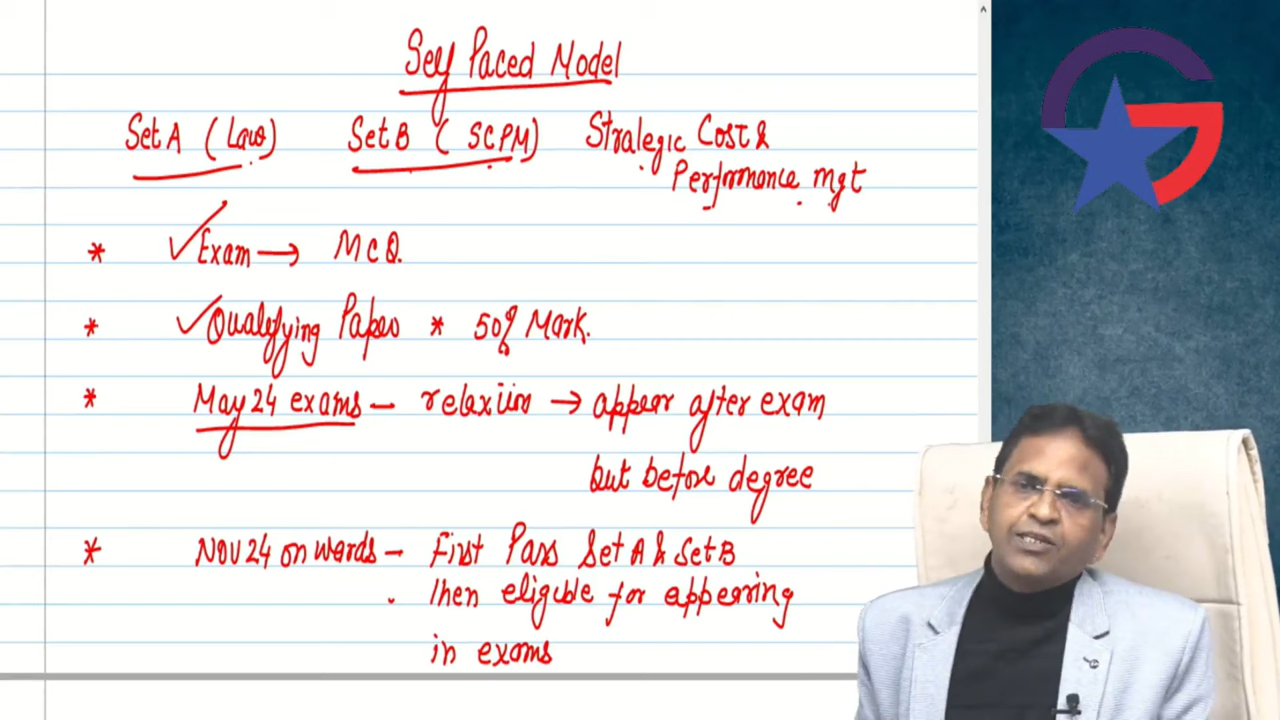 Self Paced Model
Set A (Law) Set B (SCPM) Strategic Cost &
Performance mgt
* ✓Exam → MCQ.
* ✓Qualifying Paper * 50% Mark.
* May 24 exams - relaxtion → appear after exam
but before degree
* Nov 24 onwards - First Pass Set A & Set B
then eligible for appearing
in exams